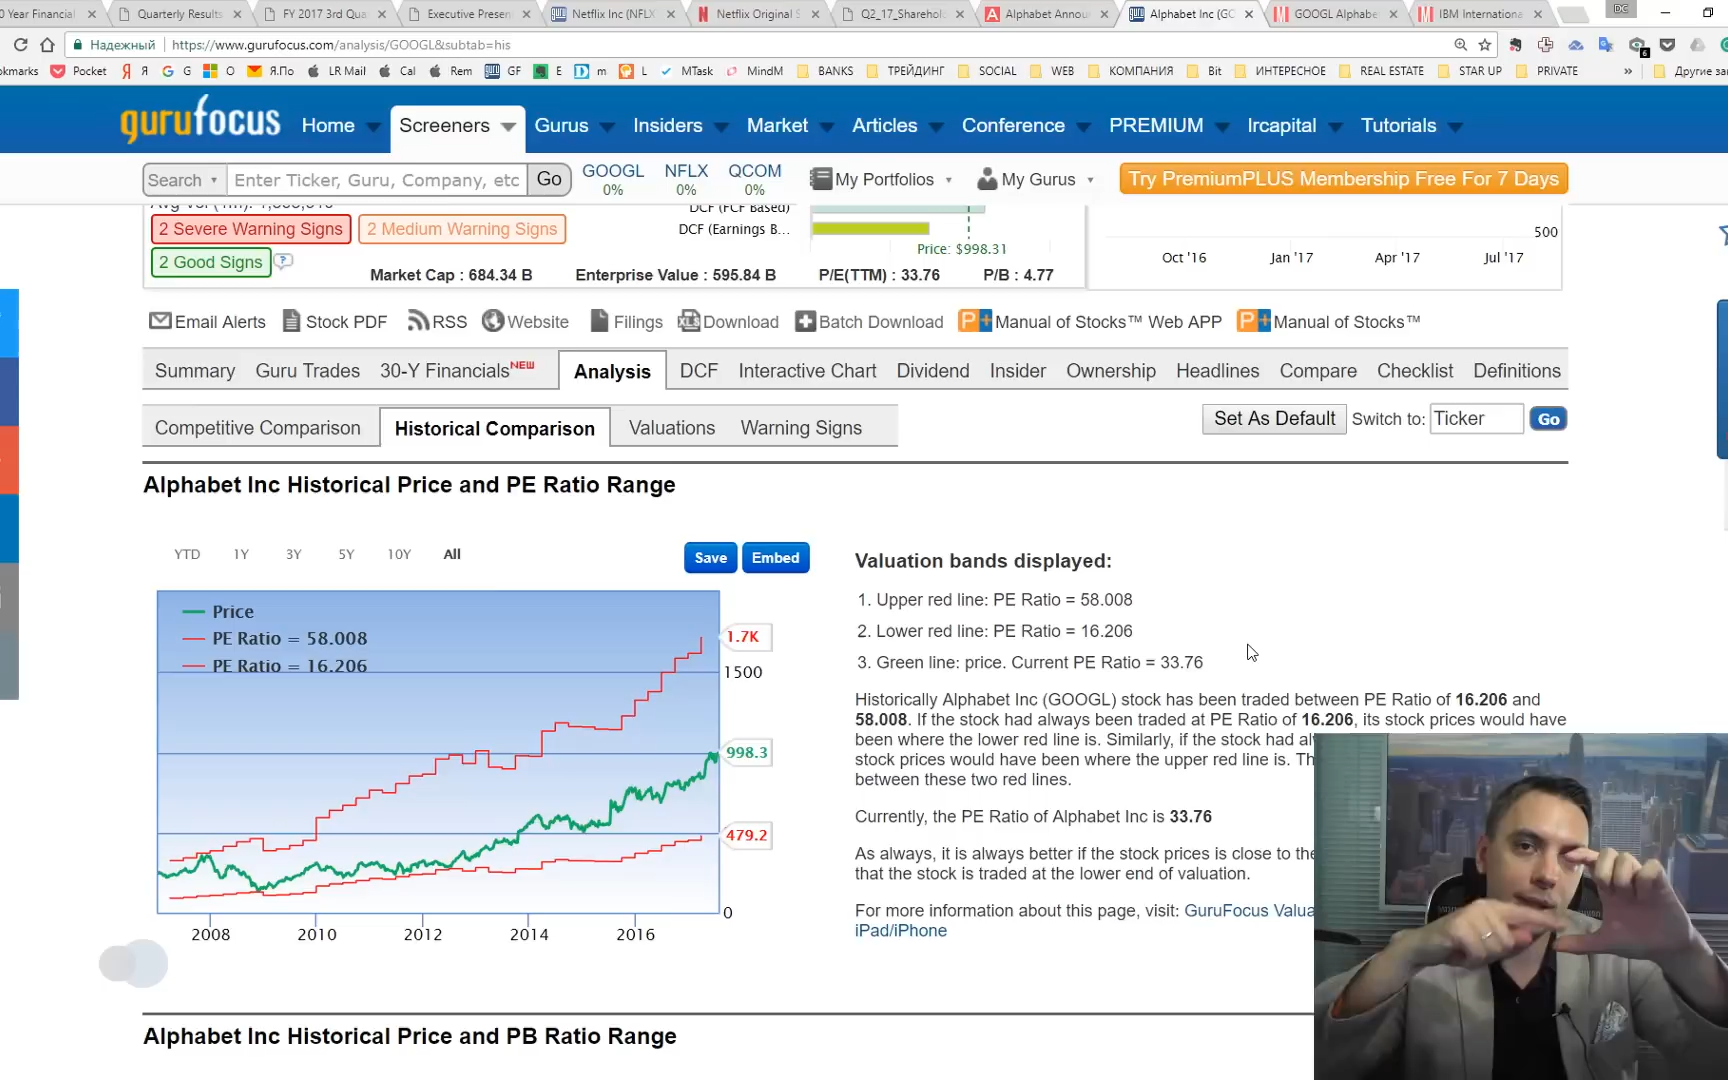 0 Year Financial
Quarterly Results
FY 2017 3rd Qua
Executive Presen
Netflix Inc (NFLX
Netflix Original S
Q2_17_Sharehol
Alphabet Annou
Alphabet Inc (GO
GOOGL Alphabe
IBM Internationa
DC
Надежный
https://www.gurufocus.com/analysis/GOOGL&subtab=his
6
okmarks
Pocket
Я
G
O
Я.По
LR Mail
Cal
Rem
GF
E
m
L
MTask
MindM
BANKS
ТРЕЙДИНГ
SOCIAL
WEB
КОМПАНИЯ
Bit
ИНТЕРЕСНОЕ
REAL ESTATE
STAR UP
PRIVATE
»
Другие за
gurufocus
Home
Screeners
Gurus
Insiders
Market
Articles
Conference
PREMIUM
Ircapital
Tutorials
Search
Enter Ticker, Guru, Company, etc
Go
GOOGL
0%
NFLX
0%
QCOM
0%
My Portfolios
My Gurus
Try PremiumPLUS Membership Free For 7 Days
2 Severe Warning Signs
2 Medium Warning Signs
2 Good Signs
DCF (FCF Based)
DCF (Earnings B...
Price: $998.31
Market Cap : 684.34 B
Enterprise Value : 595.84 B
P/E(TTM) : 33.76
P/B : 4.77
500
Oct '16
Jan '17
Apr '17
Jul '17
Email Alerts
Stock PDF
RSS
Website
Filings
Download
Batch Download
Manual of Stocks™ Web APP
Manual of Stocks™
Summary
Guru Trades
30-Y Financials NEW
Analysis
DCF
Interactive Chart
Dividend
Insider
Ownership
Headlines
Compare
Checklist
Definitions
Competitive Comparison
Historical Comparison
Valuations
Warning Signs
Set As Default
Switch to:
Ticker
Go
Alphabet Inc Historical Price and PE Ratio Range
YTD
1Y
3Y
5Y
10Y
All
Save
Embed
Price
PE Ratio = 58.008
PE Ratio = 16.206
1.7K
1500
998.3
479.2
0
2008
2010
2012
2014
2016
Valuation bands displayed:
1. Upper red line: PE Ratio = 58.008
2. Lower red line: PE Ratio = 16.206
3. Green line: price. Current PE Ratio = 33.76
Historically Alphabet Inc (GOOGL) stock has been traded between PE Ratio of 16.206 and
58.008. If the stock had always been traded at PE Ratio of 16.206, its stock prices would have
been where the lower red line is. Similarly, if the stock had al
stock prices would have been where the upper red line is. Th
between these two red lines.
Currently, the PE Ratio of Alphabet Inc is 33.76
As always, it is always better if the stock prices is close to the
that the stock is traded at the lower end of valuation.
For more information about this page, visit: GuruFocus Valua
iPad/iPhone
Alphabet Inc Historical Price and PB Ratio Range